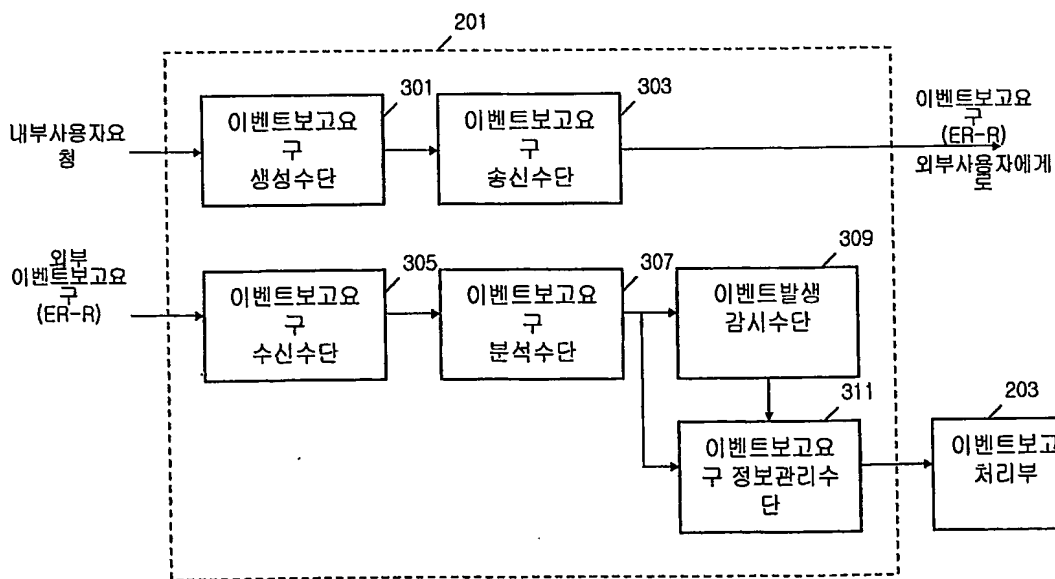 201
301
303
내부사용자요
청
이벤트보고요
구
생성수단
이벤트보고요
구
송신수단
이벤트보고요
구
(ER-R)
외부사용자에게
로
외부
이벤트보고요
구
(ER-R)
305
307
309
이벤트보고요
구
수신수단
이벤트보고요
구
분석수단
이벤트발생
감시수단
311
203
이벤트보고요
구 정보관리수
단
이벤트보고
처리부